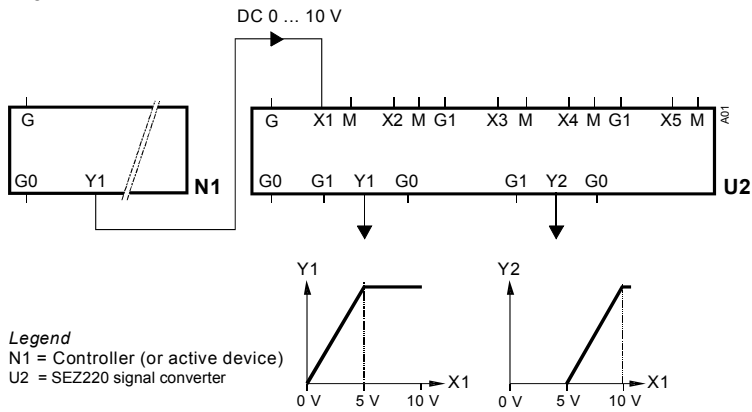 DC 0 ... 10 V
G
G X1 M X2 M G1 X3 M X4 M G1 X5 M
A01
G0 Y1 N1
G0 G1 Y1 G0 G1 Y2 G0 U2
Y1
Y2
Legend
N1 = Controller (or active device)
U2 = SEZ220 signal converter
X1
0 V 5 V 10 V
X1
0 V 5 V 10 V